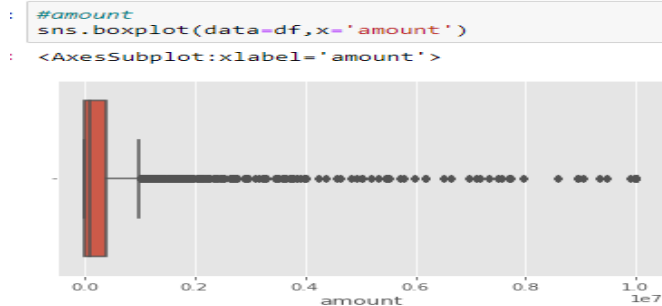 : #amount
sns.boxplot(data=df,x='amount')
: <AxesSubplot:xlabel='amount'>
0.0 0.2 0.4 0.6 0.8 1.0
1e7
amount